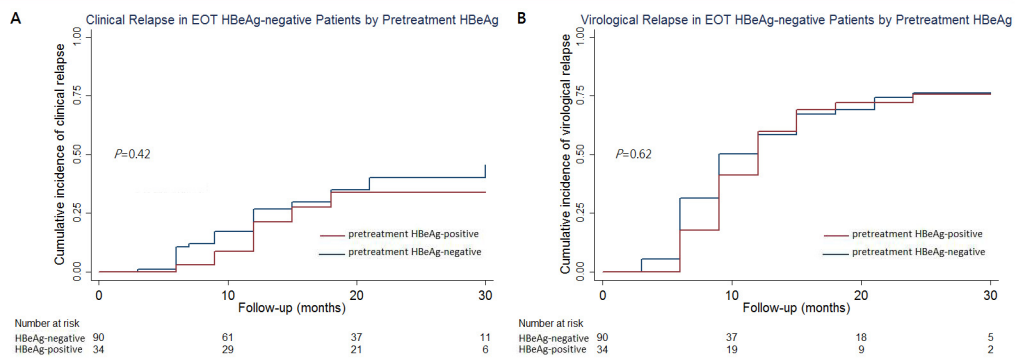 A
Clinical Relapse in EOT HBeAg-negative Patients by Pretreatment HBeAg
Cumulative incidence of clinical relapse
1.00
0.75
0.50
0.25
0.00
P=0.42
pretreatment HBeAg-positive
pretreatment HBeAg-negative
0 10 20 30
Follow-up (months)
Number at risk
HBeAg-negative 90 61 37 11
HBeAg-positive 34 29 21 6
B
Virological Relapse in EOT HBeAg-negative Patients by Pretreatment HBeAg
Cumulative incidence of virological relapse
1.00
0.75
0.50
0.25
0.00
P=0.62
pretreatment HBeAg-positive
pretreatment HBeAg-negative
0 10 20 30
Follow-up (months)
Number at risk
HBeAg-negative 90 37 18 5
HBeAg-positive 34 19 9 2